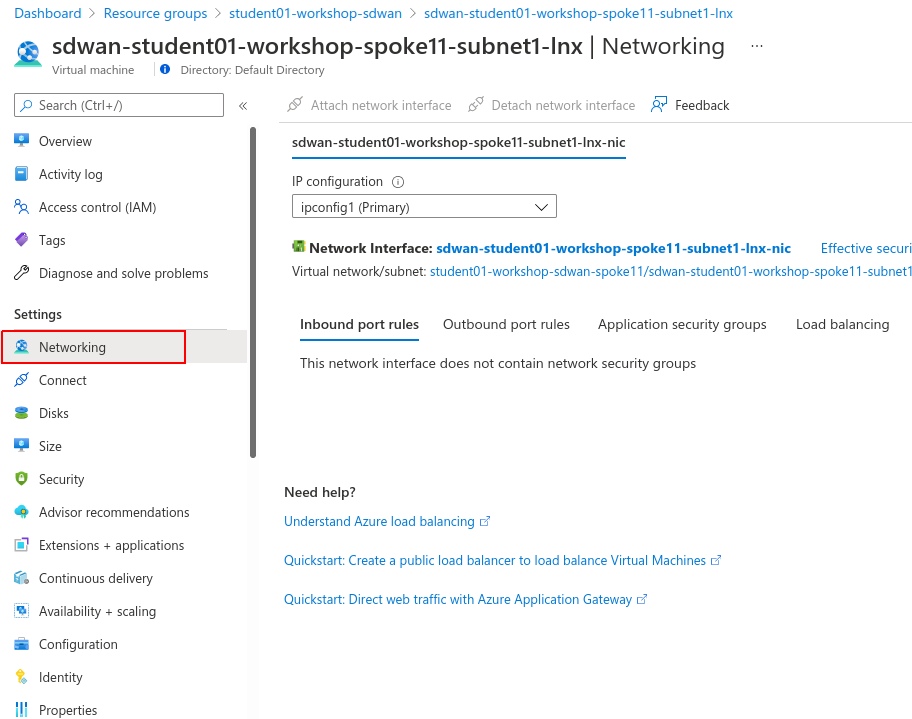 Dashboard > Resource groups > student01-workshop-sdwan > sdwan-student01-workshop-spoke11-subnet1-lnx
sdwan-student01-workshop-spoke11-subnet1-lnx | Networking ...
Virtual machine Directory: Default Directory
Search (Ctrl+/) «
Attach network interface Detach network interface Feedback
Overview
Activity log
Access control (IAM)
Tags
Diagnose and solve problems
Settings
Networking
Connect
Disks
Size
Security
Advisor recommendations
Extensions + applications
Continuous delivery
Availability + scaling
Configuration
Identity
Properties
sdwan-student01-workshop-spoke11-subnet1-lnx-nic
IP configuration
ipconfig1 (Primary)
Network Interface: sdwan-student01-workshop-spoke11-subnet1-lnx-nic Effective securi
Virtual network/subnet: student01-workshop-sdwan-spoke11/sdwan-student01-workshop-spoke11-subnet1
Inbound port rules Outbound port rules Application security groups Load balancing
This network interface does not contain network security groups
Need help?
Understand Azure load balancing
Quickstart: Create a public load balancer to load balance Virtual Machines
Quickstart: Direct web traffic with Azure Application Gateway